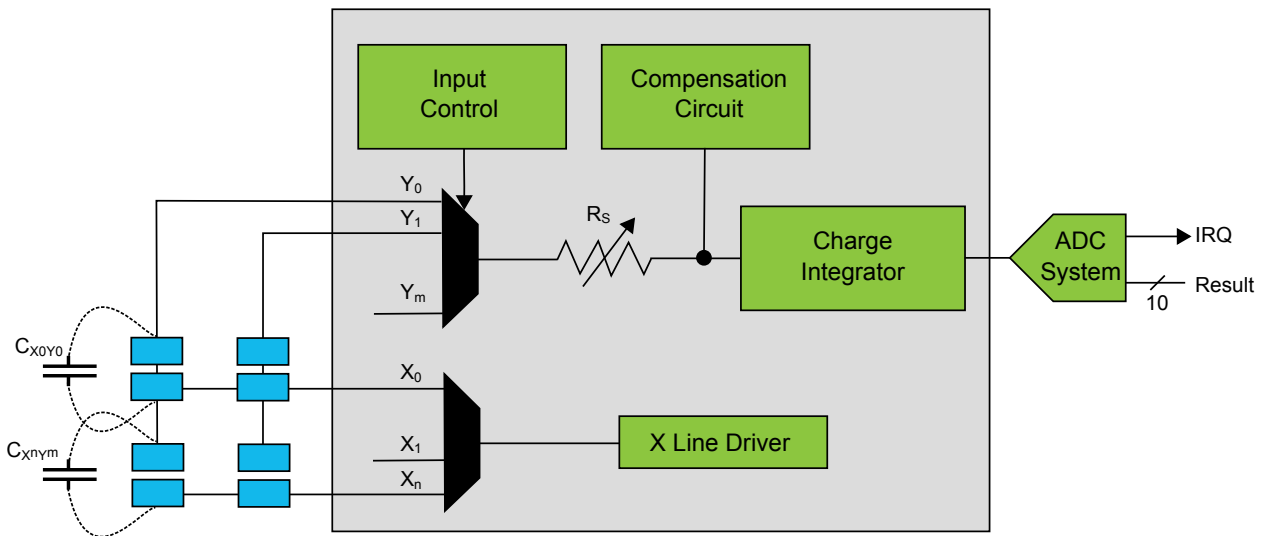 Input
Control
Compensation
Circuit
Y0
Y1
RS
Charge
Integrator
ADC
System
IRQ
Result
10
Ym
CX0Y0
X0
X Line Driver
X1
CXnYm
Xn